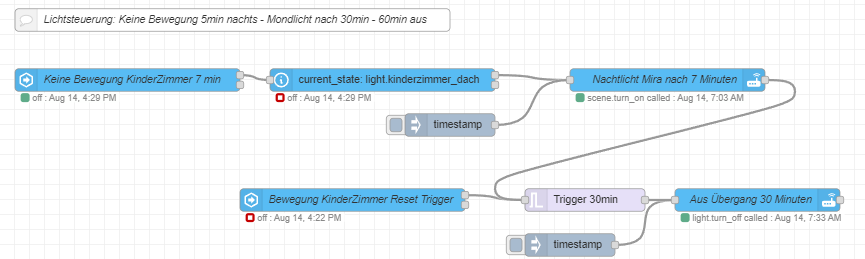 Lichtsteuerung: Keine Bewegung 5min nachts - Mondlicht nach 30min - 60min aus
Keine Bewegung KinderZimmer 7 min
off : Aug 14, 4:29 PM
current_state: light.kinderzimmer_dach
off : Aug 14, 4:29 PM
Nachtlicht Mira nach 7 Minuten
scene.turn_on called : Aug 14, 7:03 AM
timestamp
Bewegung KinderZimmer Reset Trigger
off : Aug 14, 4:22 PM
Trigger 30min
Aus Übergang 30 Minuten
light.turn_off called : Aug 14, 7:33 AM
timestamp